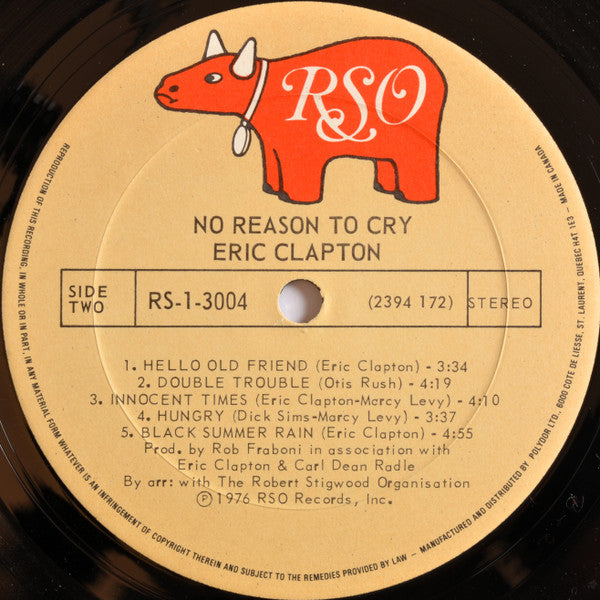 RSO
NO REASON TO CRY
ERIC CLAPTON
SIDE
TWO
RS-1-3004
(2394 172)
STEREO
1. HELLO OLD FRIEND (Eric Clapton) - 3:34
2. DOUBLE TROUBLE (Otis Rush) - 4:19
3. INNOCENT TIMES (Eric Clapton-Marcy Levy) - 4:10
4. HUNGRY (Dick Sims-Marcy Levy) - 3:37
5. BLACK SUMMER RAIN (Eric Clapton) - 4:55
Prod. by Rob Fraboni in association with
Eric Clapton & Carl Dean Radle
By arr: with The Robert Stigwood Organisation
Ⓟ 1976 RSO Records, Inc.
REPRODUCTION OF THIS RECORDING, IN WHOLE OR IN PART, IN ANY MATERIAL FORM WHATEVER IS AN INFRINGEMENT OF COPYRIGHT THEREIN AND SUBJECT TO THE REMEDIES PROVIDED BY LAW – MANUFACTURED AND DISTRIBUTED BY POLYDOR LTD., 6000 COTE DE LIESSE, ST. LAURENT, QUEBEC H4T 1E3 – MADE IN CANADA